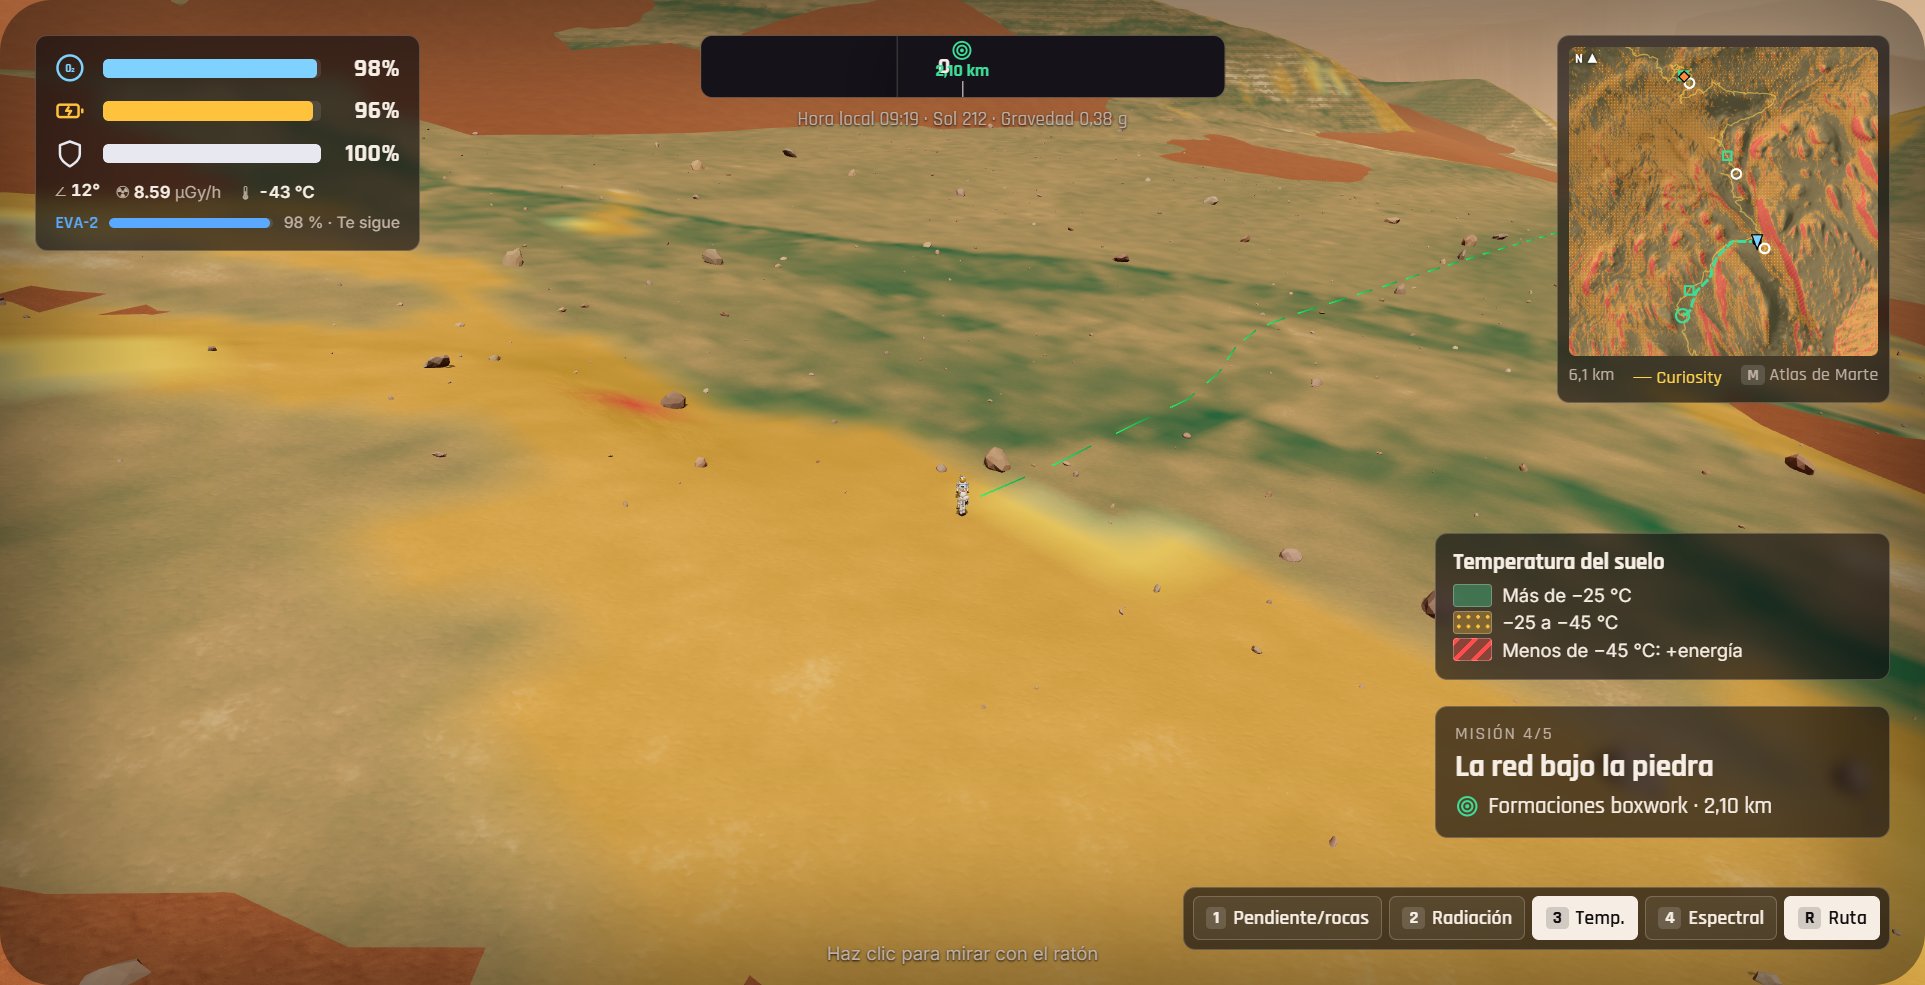 O₂ 98%
96%
100%
∠ 12° 8.59 µGy/h -43 °C
EVA-2 98 % · Te sigue
O
2,10 km
Hora local 09:19 · Sol 212 · Gravedad 0,38 g
N ▲
6,1 km — Curiosity M Atlas de Marte
Temperatura del suelo
Más de −25 °C
−25 a −45 °C
Menos de −45 °C: +energía
MISIÓN 4/5
La red bajo la piedra
Formaciones boxwork · 2,10 km
1 Pendiente/rocas 2 Radiación 3 Temp. 4 Espectral R Ruta
Haz clic para mirar con el ratón